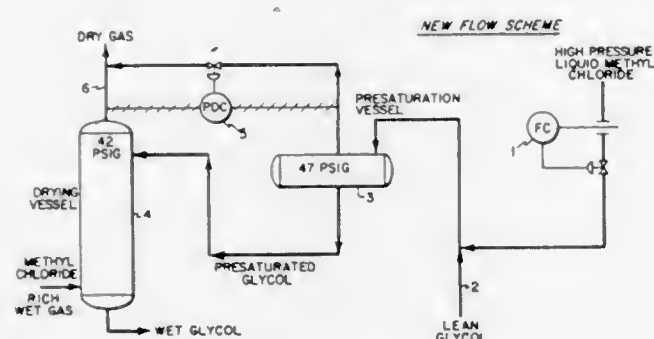 NEW FLOW SCHEME
DRY GAS
HIGH PRESSURE
LIQUID METHYL
CHLORIDE
6
PDC
5
PRESATURATION
VESSEL
FC
1
42
PSIG
47 PSIG
3
DRYING
VESSEL
4
METHYL
CHLORIDE
RICH
WET GAS
PRESATURATED
GLYCOL
2
WET GLYCOL
LEAN
GLYCOL